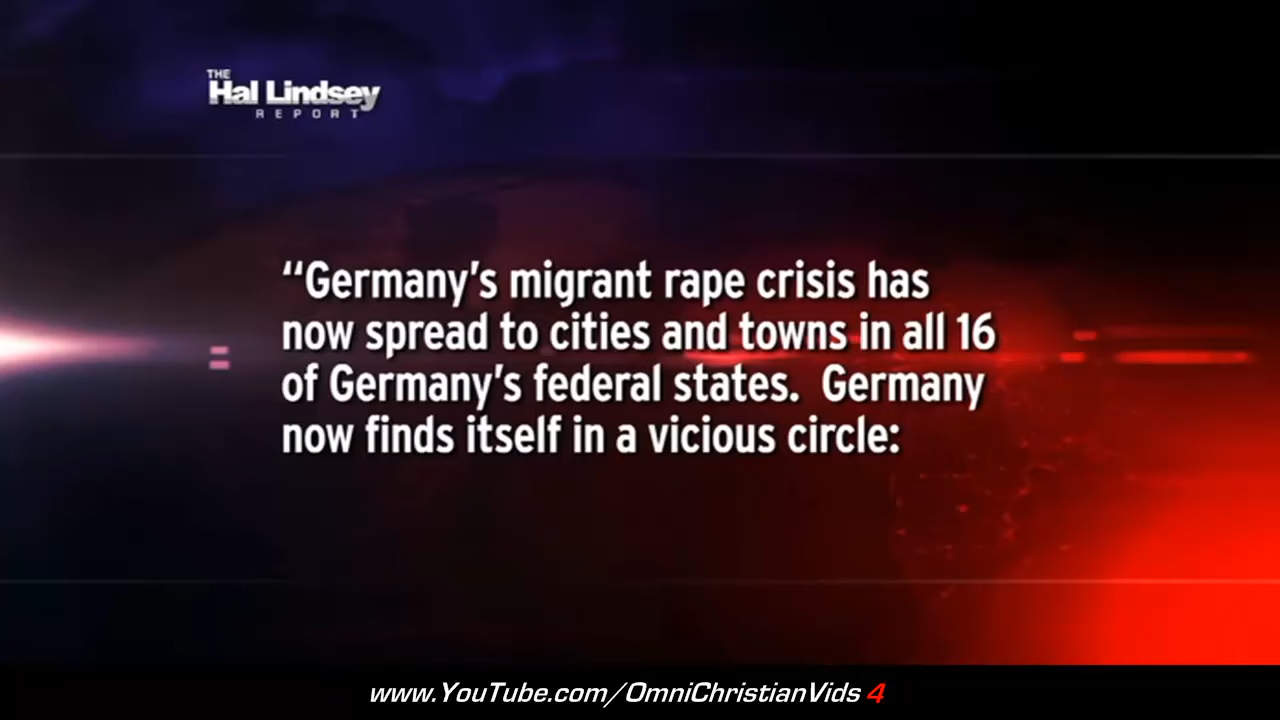 THE
Hal Lindsey
REPORT
“Germany’s migrant rape crisis has
now spread to cities and towns in all 16
of Germany’s federal states.  Germany
now finds itself in a vicious circle:
www.YouTube.com/OmniChristianVids 4